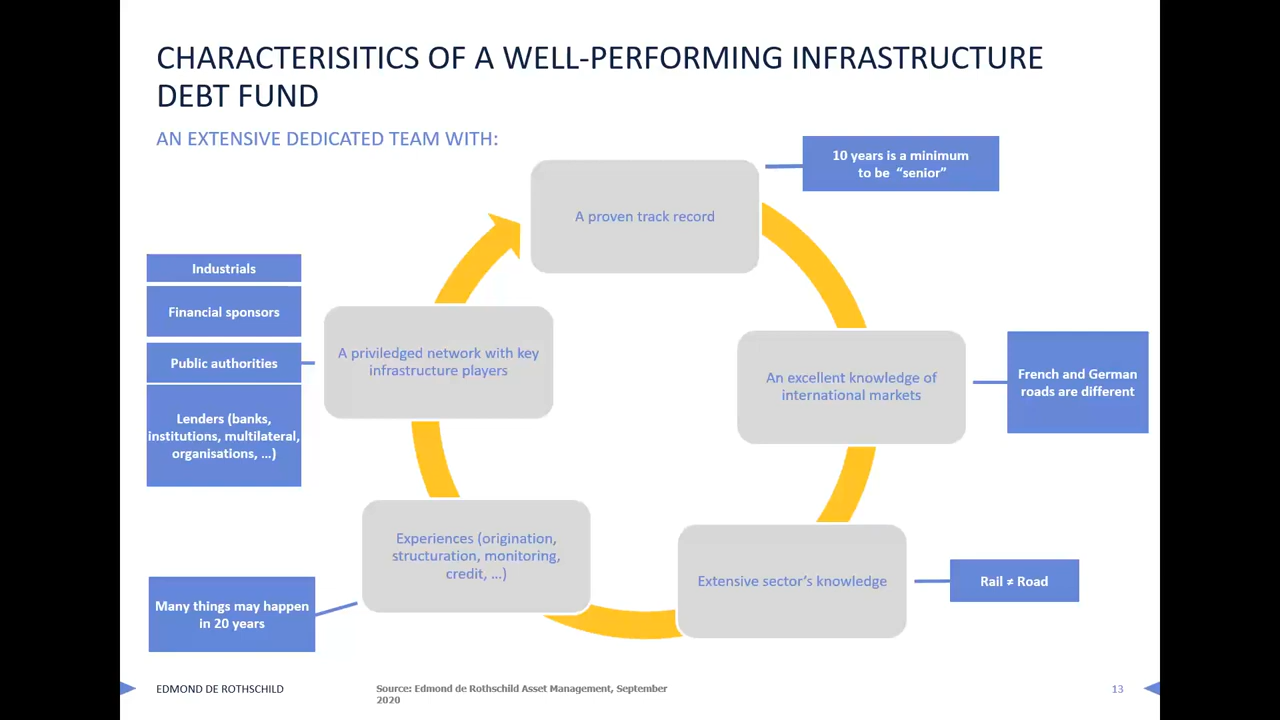 CHARACTERISITICS OF A WELL-PERFORMING INFRASTRUCTURE
DEBT FUND
AN EXTENSIVE DEDICATED TEAM WITH:
10 years is a minimum
to be “senior”
A proven track record
Industrials
Financial sponsors
Public authorities
Lenders (banks,
institutions, multilateral,
organisations, ...)
A priviledged network with key
infrastructure players
An excellent knowledge of
international markets
French and German
roads are different
Experiences (origination,
structuration, monitoring,
credit, ...)
Many things may happen
in 20 years
Extensive sector’s knowledge
Rail ≠ Road
EDMOND DE ROTHSCHILD
Source: Edmond de Rothschild Asset Management, September
2020
13